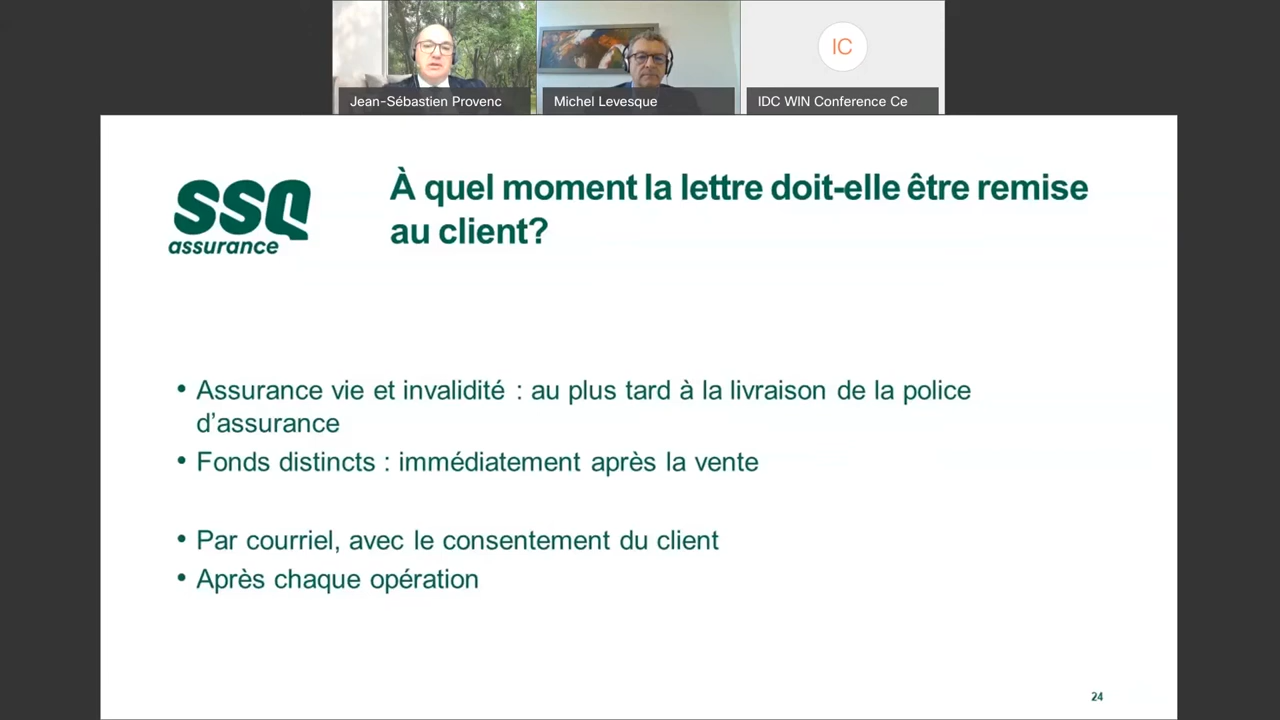 Jean-Sébastien Provenc
Michel Levesque
IC
IDC WIN Conference Ce
SSQ
assurance
À quel moment la lettre doit-elle être remise
au client?
• Assurance vie et invalidité : au plus tard à la livraison de la police
d’assurance
• Fonds distincts : immédiatement après la vente
• Par courriel, avec le consentement du client
• Après chaque opération
24